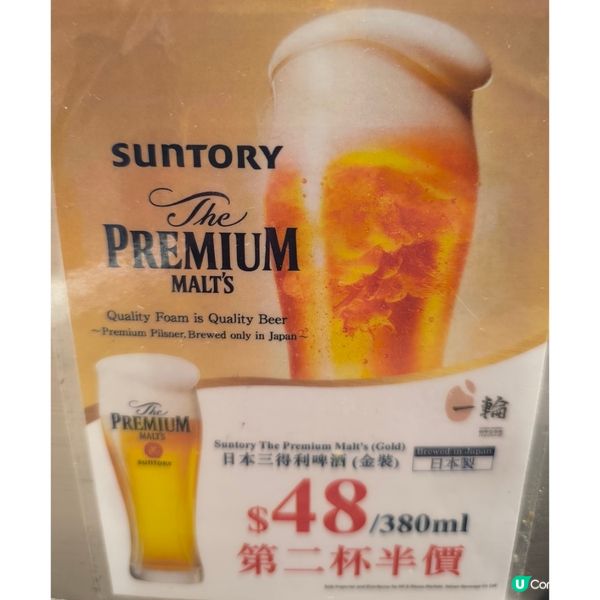 SUNTORY
The
PREMIUM
MALT'S
Quality Foam is Quality Beer
~Premium Pilsner, Brewed only in Japan~
The
PREMIUM
MALT'S
SUNTORY
一輪
Suntory The Premium Malt's (Gold)
日本三得利啤酒 (金裝)
Brewed in Japan
日本製
$48/380ml
第二杯半價
U Com